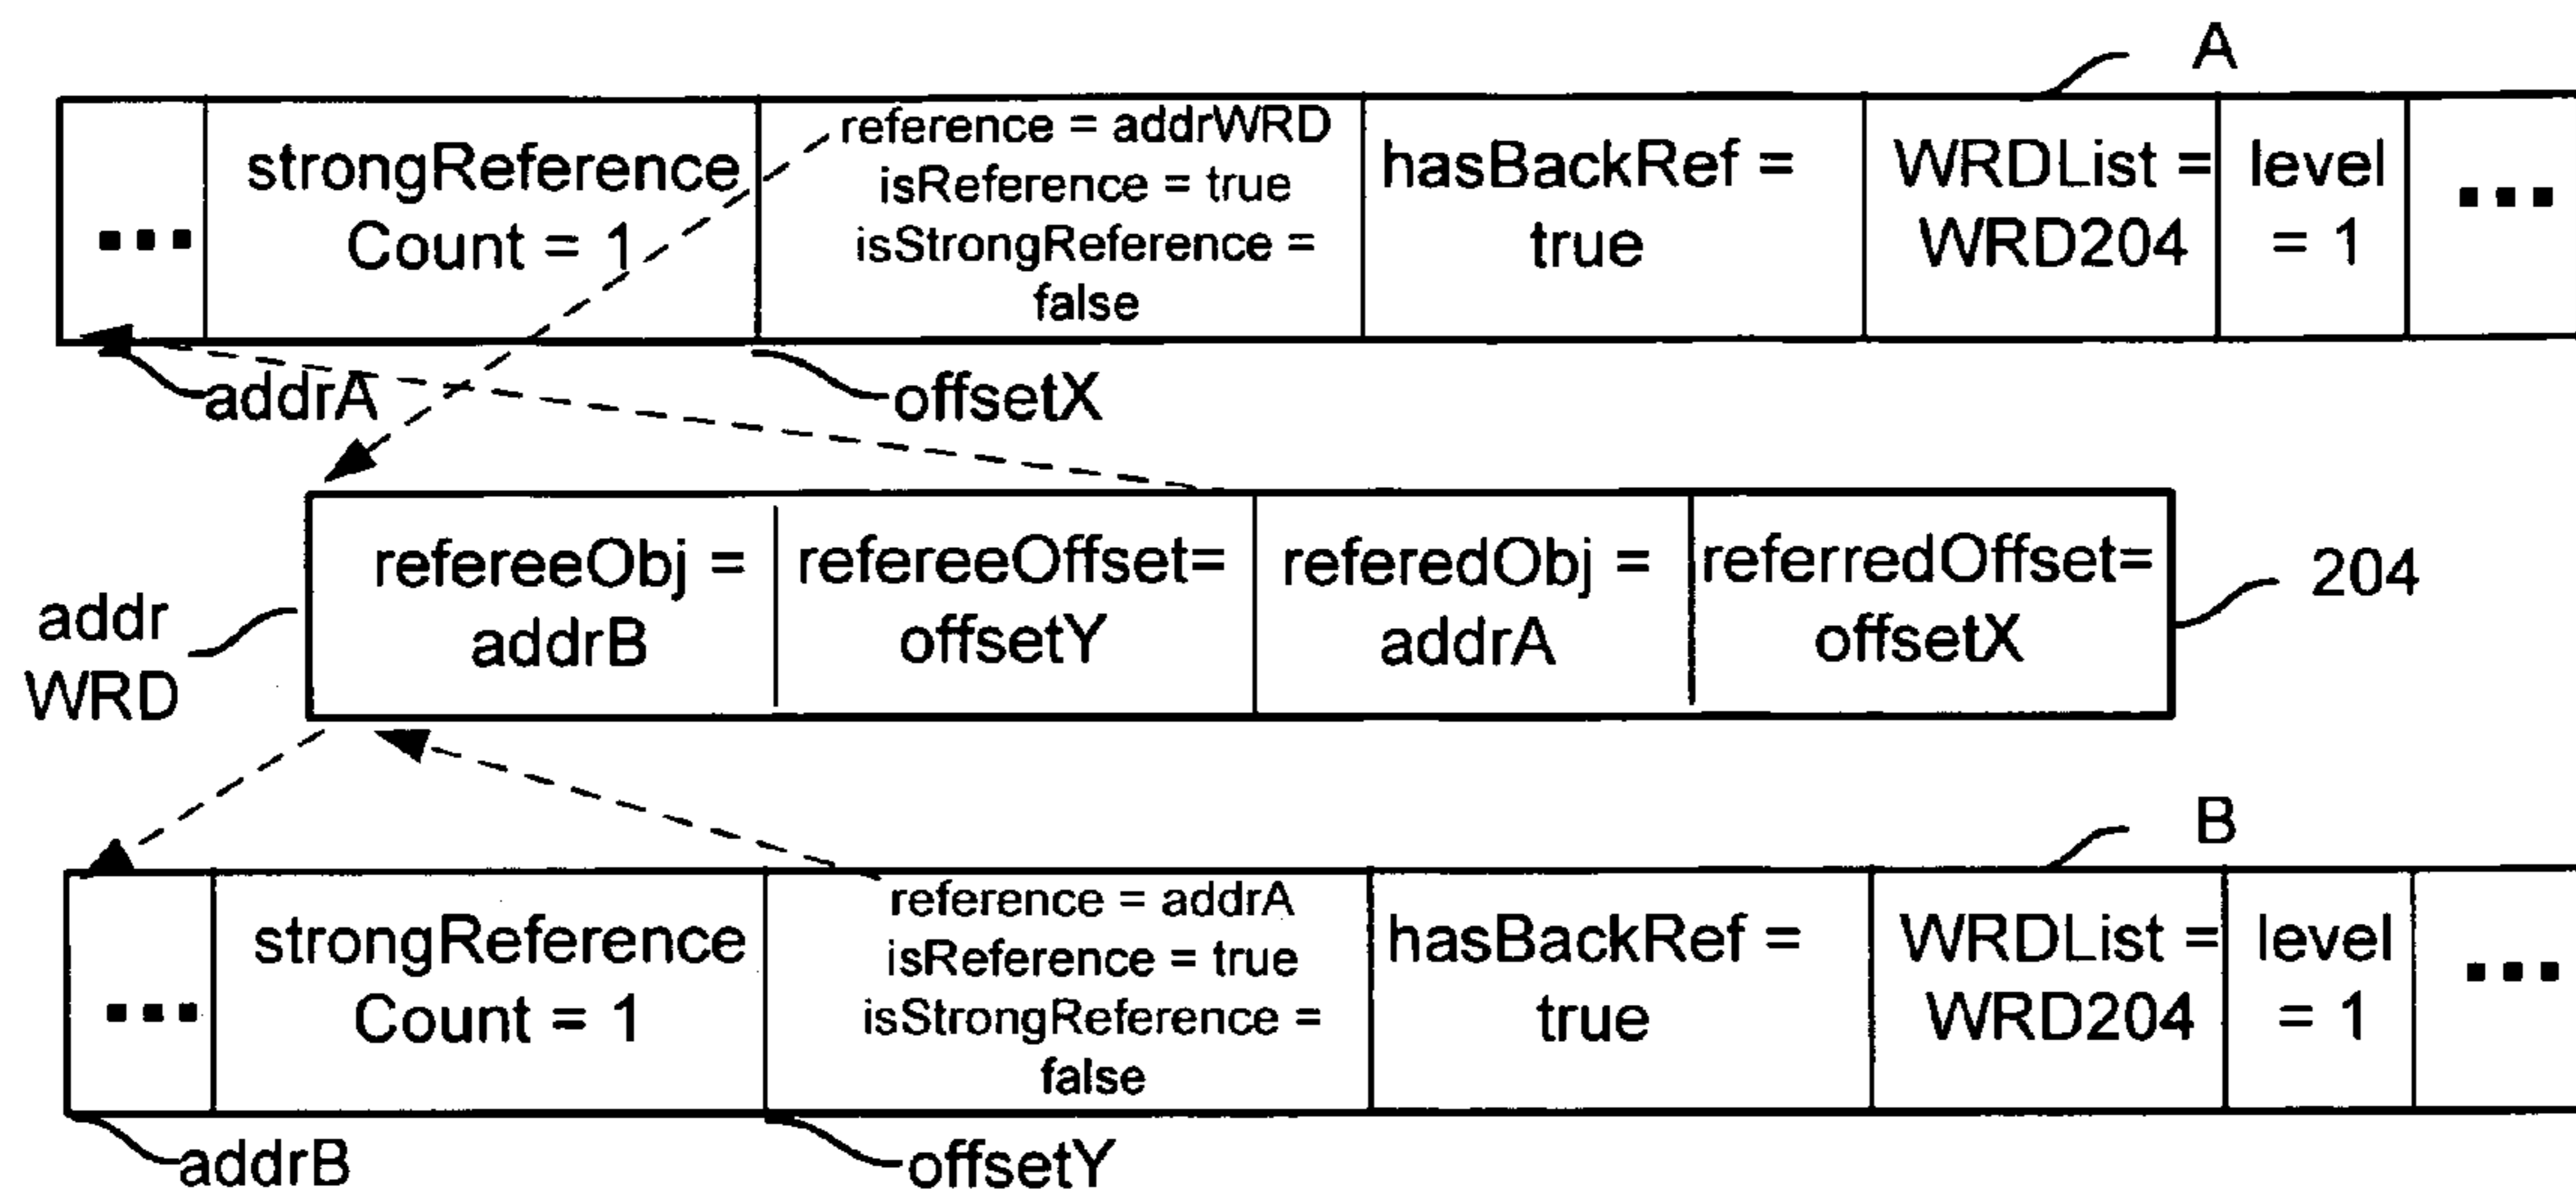 A
...
strongReference
Count = 1
reference = addrWRD
isReference = true
isStrongReference =
false
hasBackRef =
true
WRDList =
WRD204
level
= 1
...
addrA
offsetX
addr
WRD
refereeObj =
addrB
refereeOffset=
offsetY
referedObj =
addrA
referredOffset=
offsetX
204
B
...
strongReference
Count = 1
reference = addrA
isReference = true
isStrongReference =
false
hasBackRef =
true
WRDList =
WRD204
level
= 1
...
addrB
offsetY